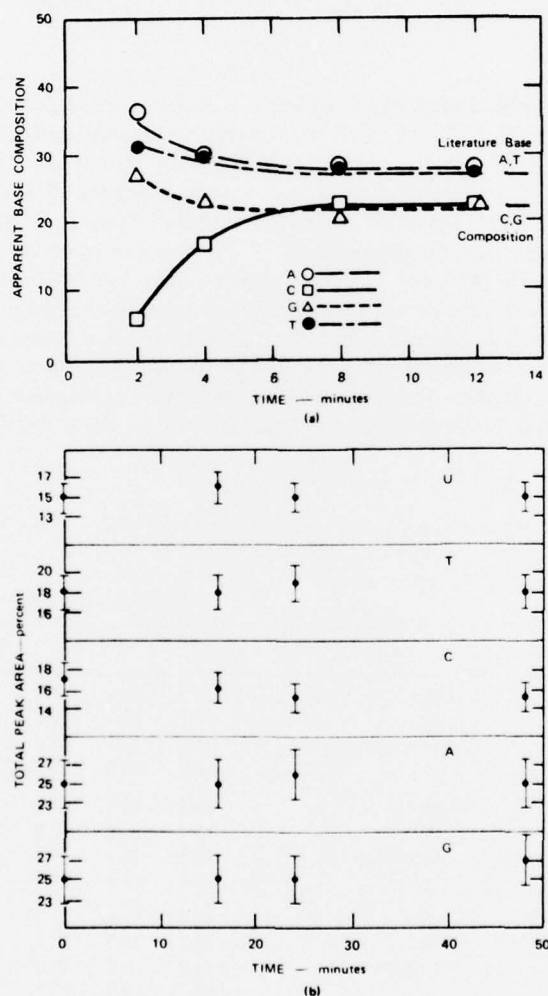 50
40
30
20
10
0
APPARENT BASE COMPOSITION
Literature Base
A,T
C,G
Composition
A
C
G
T
0 2 4 6 8 10 12 14
TIME — minutes
(a)
TOTAL PEAK AREA—percent
17
15
13
U
20
18
16
T
18
16
14
C
27
25
23
A
27
25
23
G
0 10 20 30 40 50
TIME — minutes
(b)